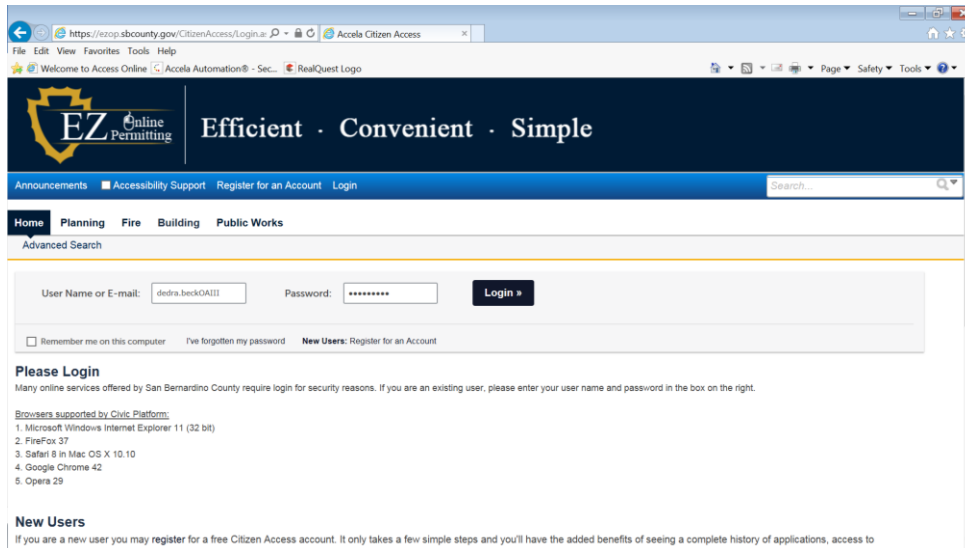 https://ezop.sbcounty.gov/CitizenAccess/Login.a
Accela Citizen Access
File Edit View Favorites Tools Help
Welcome to Access Online Accela Automation® - Sec... RealQuest Logo
Page Safety Tools
EZ Online Permitting
Efficient · Convenient · Simple
Announcements Accessibility Support Register for an Account Login
Search...
Home Planning Fire Building Public Works
Advanced Search
User Name or E-mail: dedra.beckOAIII Password: ••••••••• Login »
Remember me on this computer I've forgotten my password New Users: Register for an Account
Please Login
Many online services offered by San Bernardino County require login for security reasons. If you are an existing user, please enter your user name and password in the box on the right.
Browsers supported by Civic Platform:
1. Microsoft Windows Internet Explorer 11 (32 bit)
2. FireFox 37
3. Safari 8 in Mac OS X 10.10
4. Google Chrome 42
5. Opera 29
New Users
If you are a new user you may register for a free Citizen Access account. It only takes a few simple steps and you'll have the added benefits of seeing a complete history of applications, access to